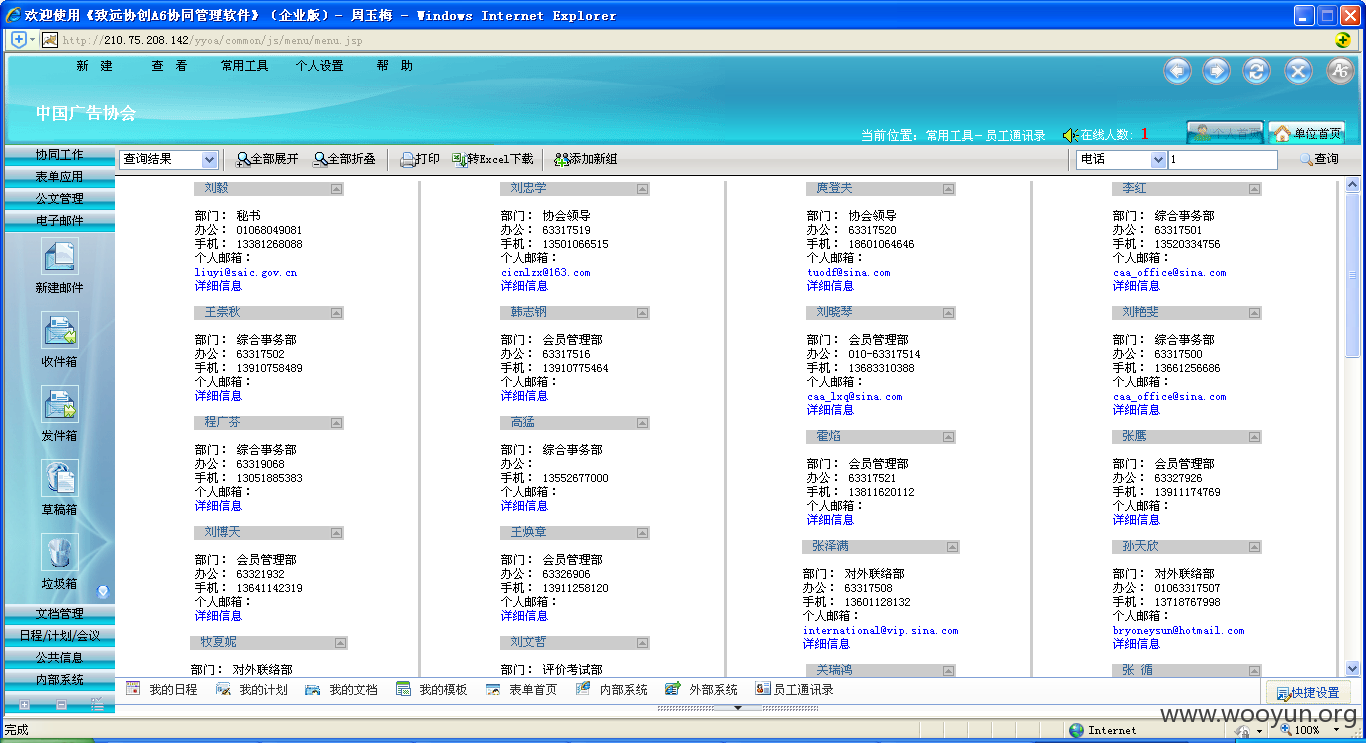 欢迎使用《致远协创A6协同管理软件》（企业版）- 周玉梅 - Windows Internet Explorer
http://210.75.208.142/yyoa/common/js/menu/menu.jsp
新 建 查 看 常用工具 个人设置 帮 助
中国广告协会
当前位置：常用工具－员工通讯录 在线人数: 1 个人首页 单位首页
协同工作
表单应用
公文管理
电子邮件
新建邮件
收件箱
发件箱
草稿箱
垃圾箱
文档管理
日程/计划/会议
公共信息
内部系统
查询结果 全部展开 全部折叠 打印 转Excel下载 添加新组 电话 1 查询
刘毅 刘忠学 庹登夫 李红
部门： 秘书 部门： 协会领导 部门： 协会领导 部门： 综合事务部
办公： 01068049081 办公： 63317519 办公： 63317520 办公： 63317501
手机： 13381268088 手机： 13501066515 手机： 18601064646 手机： 13520334756
个人邮箱： 个人邮箱： 个人邮箱： 个人邮箱：
liuyi@saic.gov.cn cicnlzx@163.com tuodf@sina.com caa_office@sina.com
详细信息 详细信息 详细信息 详细信息
王崇秋 韩志钢 刘晓琴 刘艳斐
部门： 综合事务部 部门： 会员管理部 部门： 会员管理部 部门： 综合事务部
办公： 63317502 办公： 63317516 办公： 010-63317514 办公： 63317500
手机： 13910758489 手机： 13910775464 手机： 13683310388 手机： 13661256686
个人邮箱： 个人邮箱： 个人邮箱： 个人邮箱：
详细信息 详细信息 caa_lxq@sina.com caa_office@sina.com
详细信息 详细信息
程广芬 高猛 霍焰 张鹰
部门： 综合事务部 部门： 综合事务部 部门： 会员管理部 部门： 会员管理部
办公： 63319068 办公： 办公： 63317521 办公： 63327926
手机： 13051885383 手机： 13552677000 手机： 13811620112 手机： 13911174769
个人邮箱： 个人邮箱： 个人邮箱： 个人邮箱：
详细信息 详细信息 详细信息 详细信息
刘博天 王焕章 张泽满 孙天欣
部门： 会员管理部 部门： 会员管理部 部门： 对外联络部 部门： 对外联络部
办公： 63321932 办公： 63326906 办公： 63317508 办公： 01063317507
手机： 13641142319 手机： 13911258120 手机： 13601128132 手机： 13718767998
个人邮箱： 个人邮箱： 个人邮箱： 个人邮箱：
详细信息 详细信息 international@vip.sina.com bryoneysun@hotmail.com
详细信息 详细信息
牧夏妮 刘文哲 关瑞鸿 张 循
部门： 对外联络部 部门： 评价考试部
我的日程 我的计划 我的文档 我的模板 表单首页 内部系统 外部系统 员工通讯录 快捷设置
www.wooyun.org
完成 Internet 100%